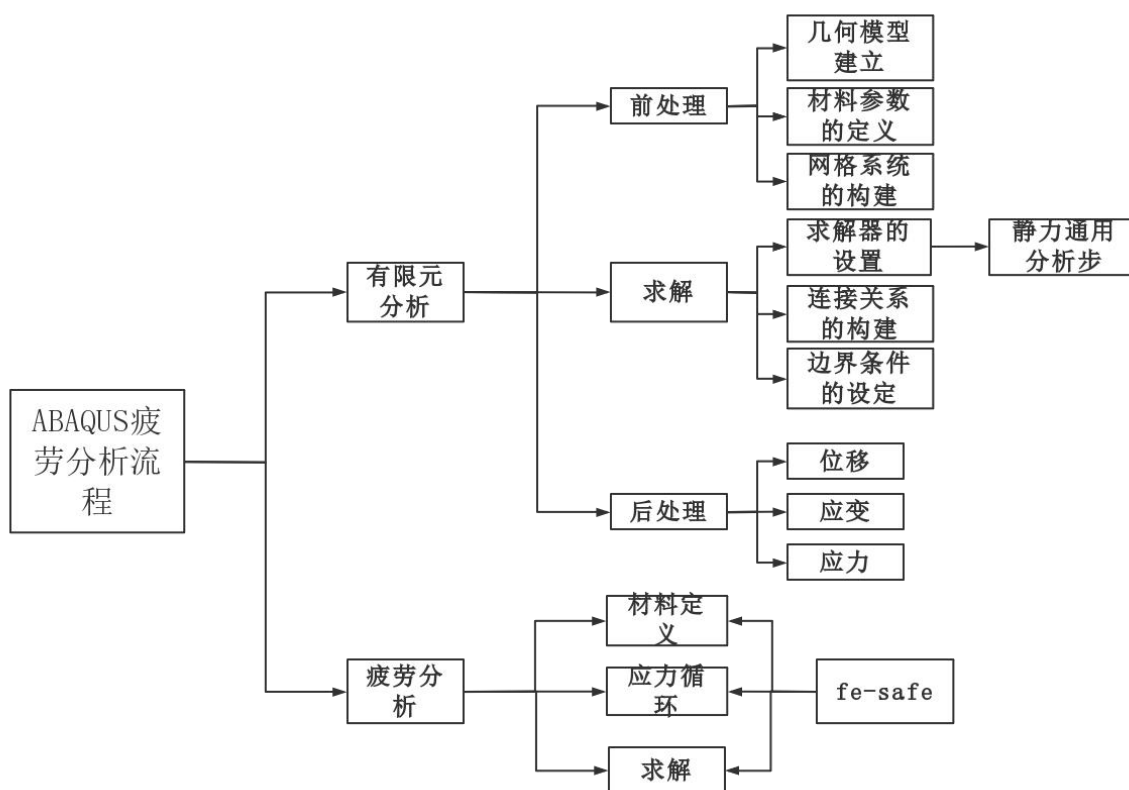 几何模型
建立
前处理
材料参数
的定义
网格系统
的构建
求解器的
设置
静力通用
分析步
有限元
分析
求解
连接关系
的构建
边界条件
的设定
ABAQUS疲
劳分析流
程
位移
后处理
应变
应力
材料定
义
疲劳分
析
应力循
环
fe-safe
求解